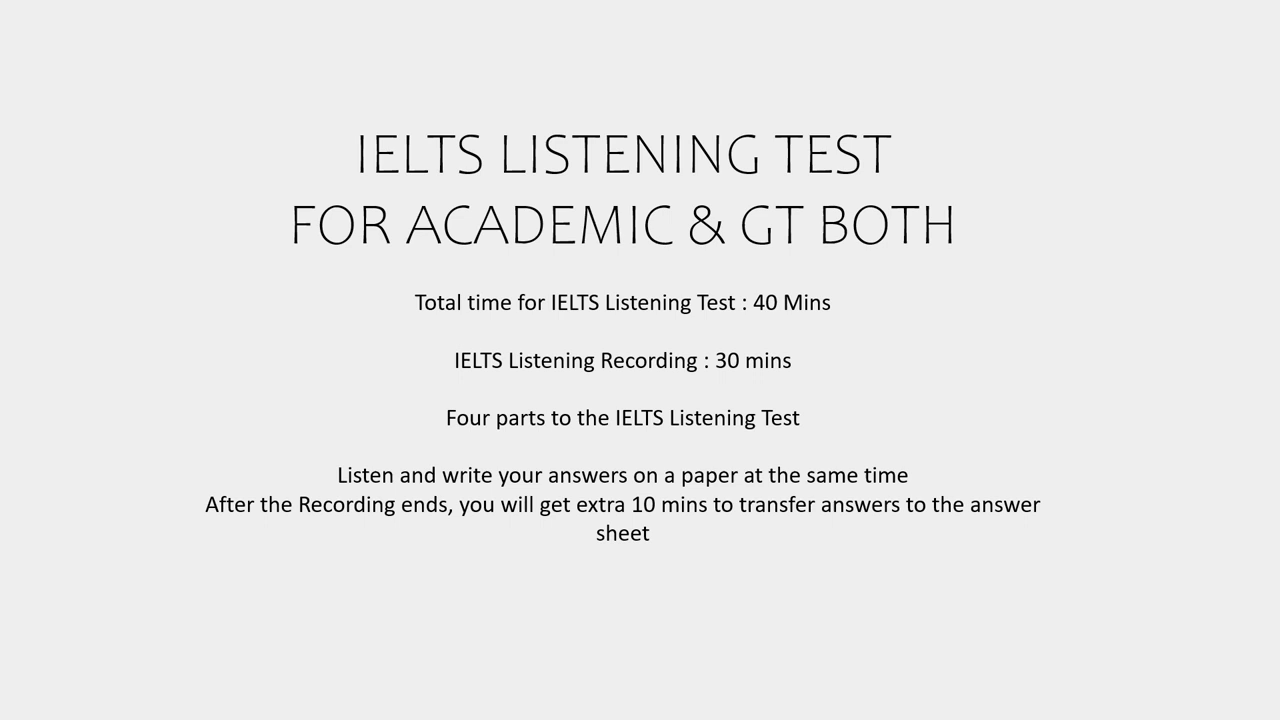 IELTS LISTENING TEST
FOR ACADEMIC & GT BOTH
Total time for IELTS Listening Test : 40 Mins
IELTS Listening Recording : 30 mins
Four parts to the IELTS Listening Test
Listen and write your answers on a paper at the same time
After the Recording ends, you will get extra 10 mins to transfer answers to the answer
sheet